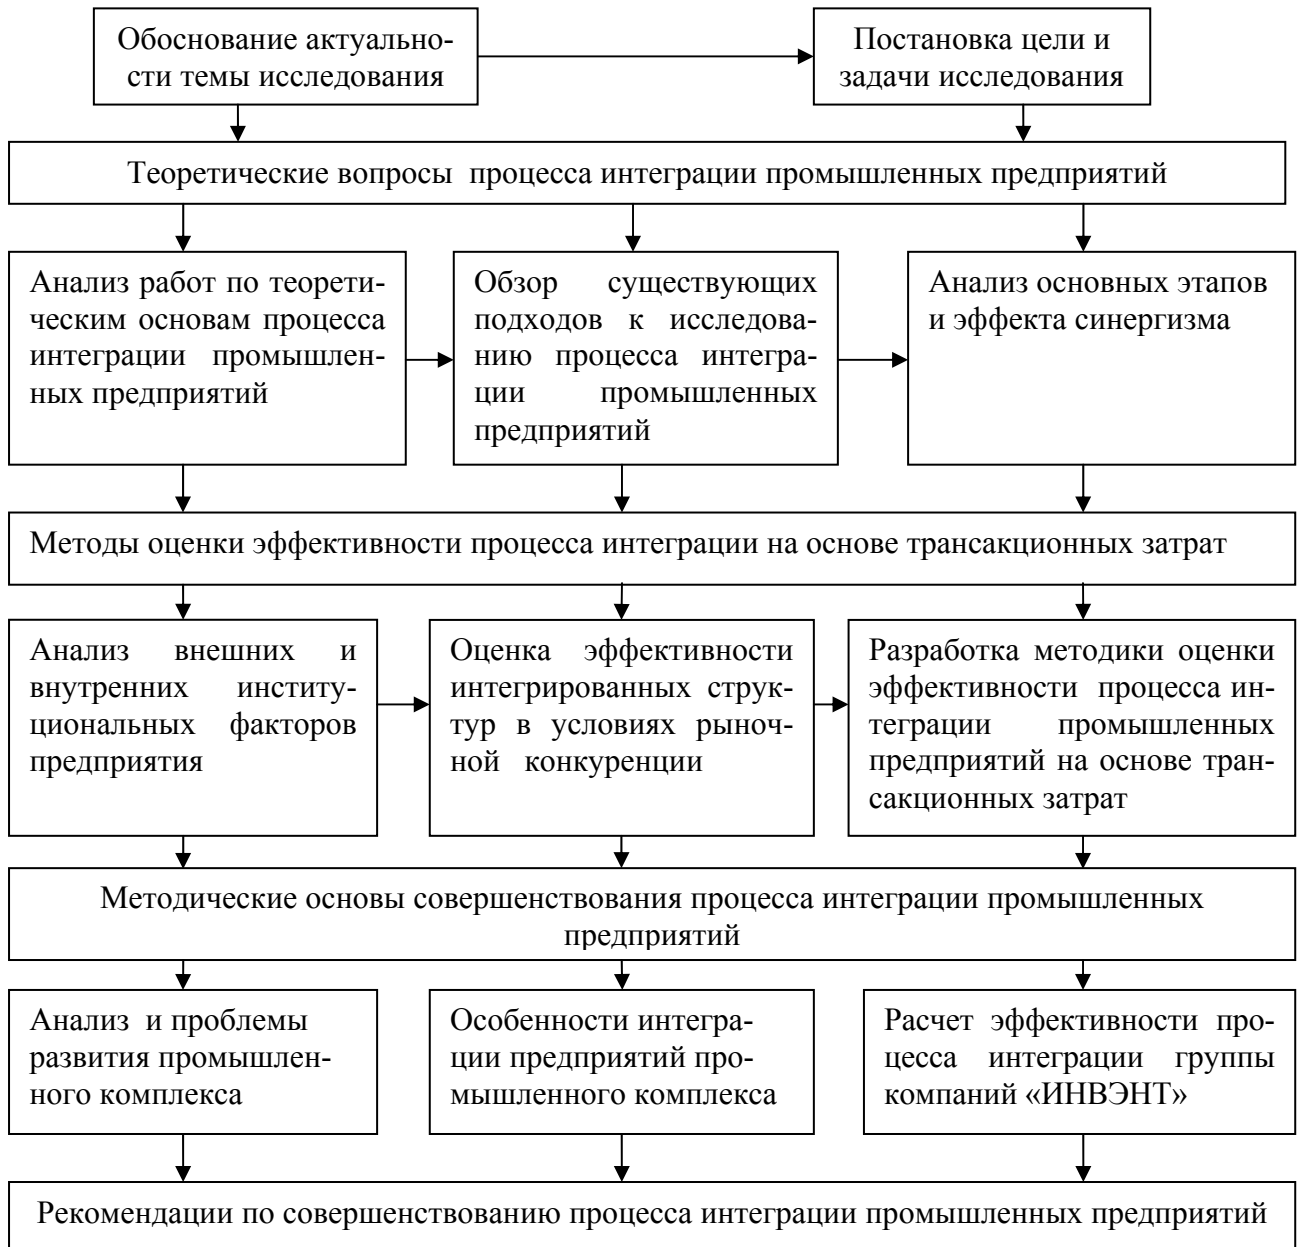 Обоснование актуально-
сти темы исследования
Постановка цели и
задачи исследования
Теоретические вопросы процесса интеграции промышленных предприятий
Анализ работ по теорети-
ческим основам процесса
интеграции промышлен-
ных предприятий
Обзор существующих
подходов к исследова-
нию процесса интегра-
ции промышленных
предприятий
Анализ основных этапов
и эффекта синергизма
Методы оценки эффективности процесса интеграции на основе трансакционных затрат
Анализ внешних и
внутренних институ-
циональных факторов
предприятия
Оценка эффективности
интегрированных струк-
тур в условиях рыноч-
ной конкуренции
Разработка методики оценки
эффективности процесса ин-
теграции промышленных
предприятий на основе тран-
сакционных затрат
Методические основы совершенствования процесса интеграции промышленных
предприятий
Анализ и проблемы
развития промышлен-
ного комплекса
Особенности интегра-
ции предприятий про-
мышленного комплекса
Расчет эффективности про-
цесса интеграции группы
компаний «ИНВЭНТ»
Рекомендации по совершенствованию процесса интеграции промышленных предприятий